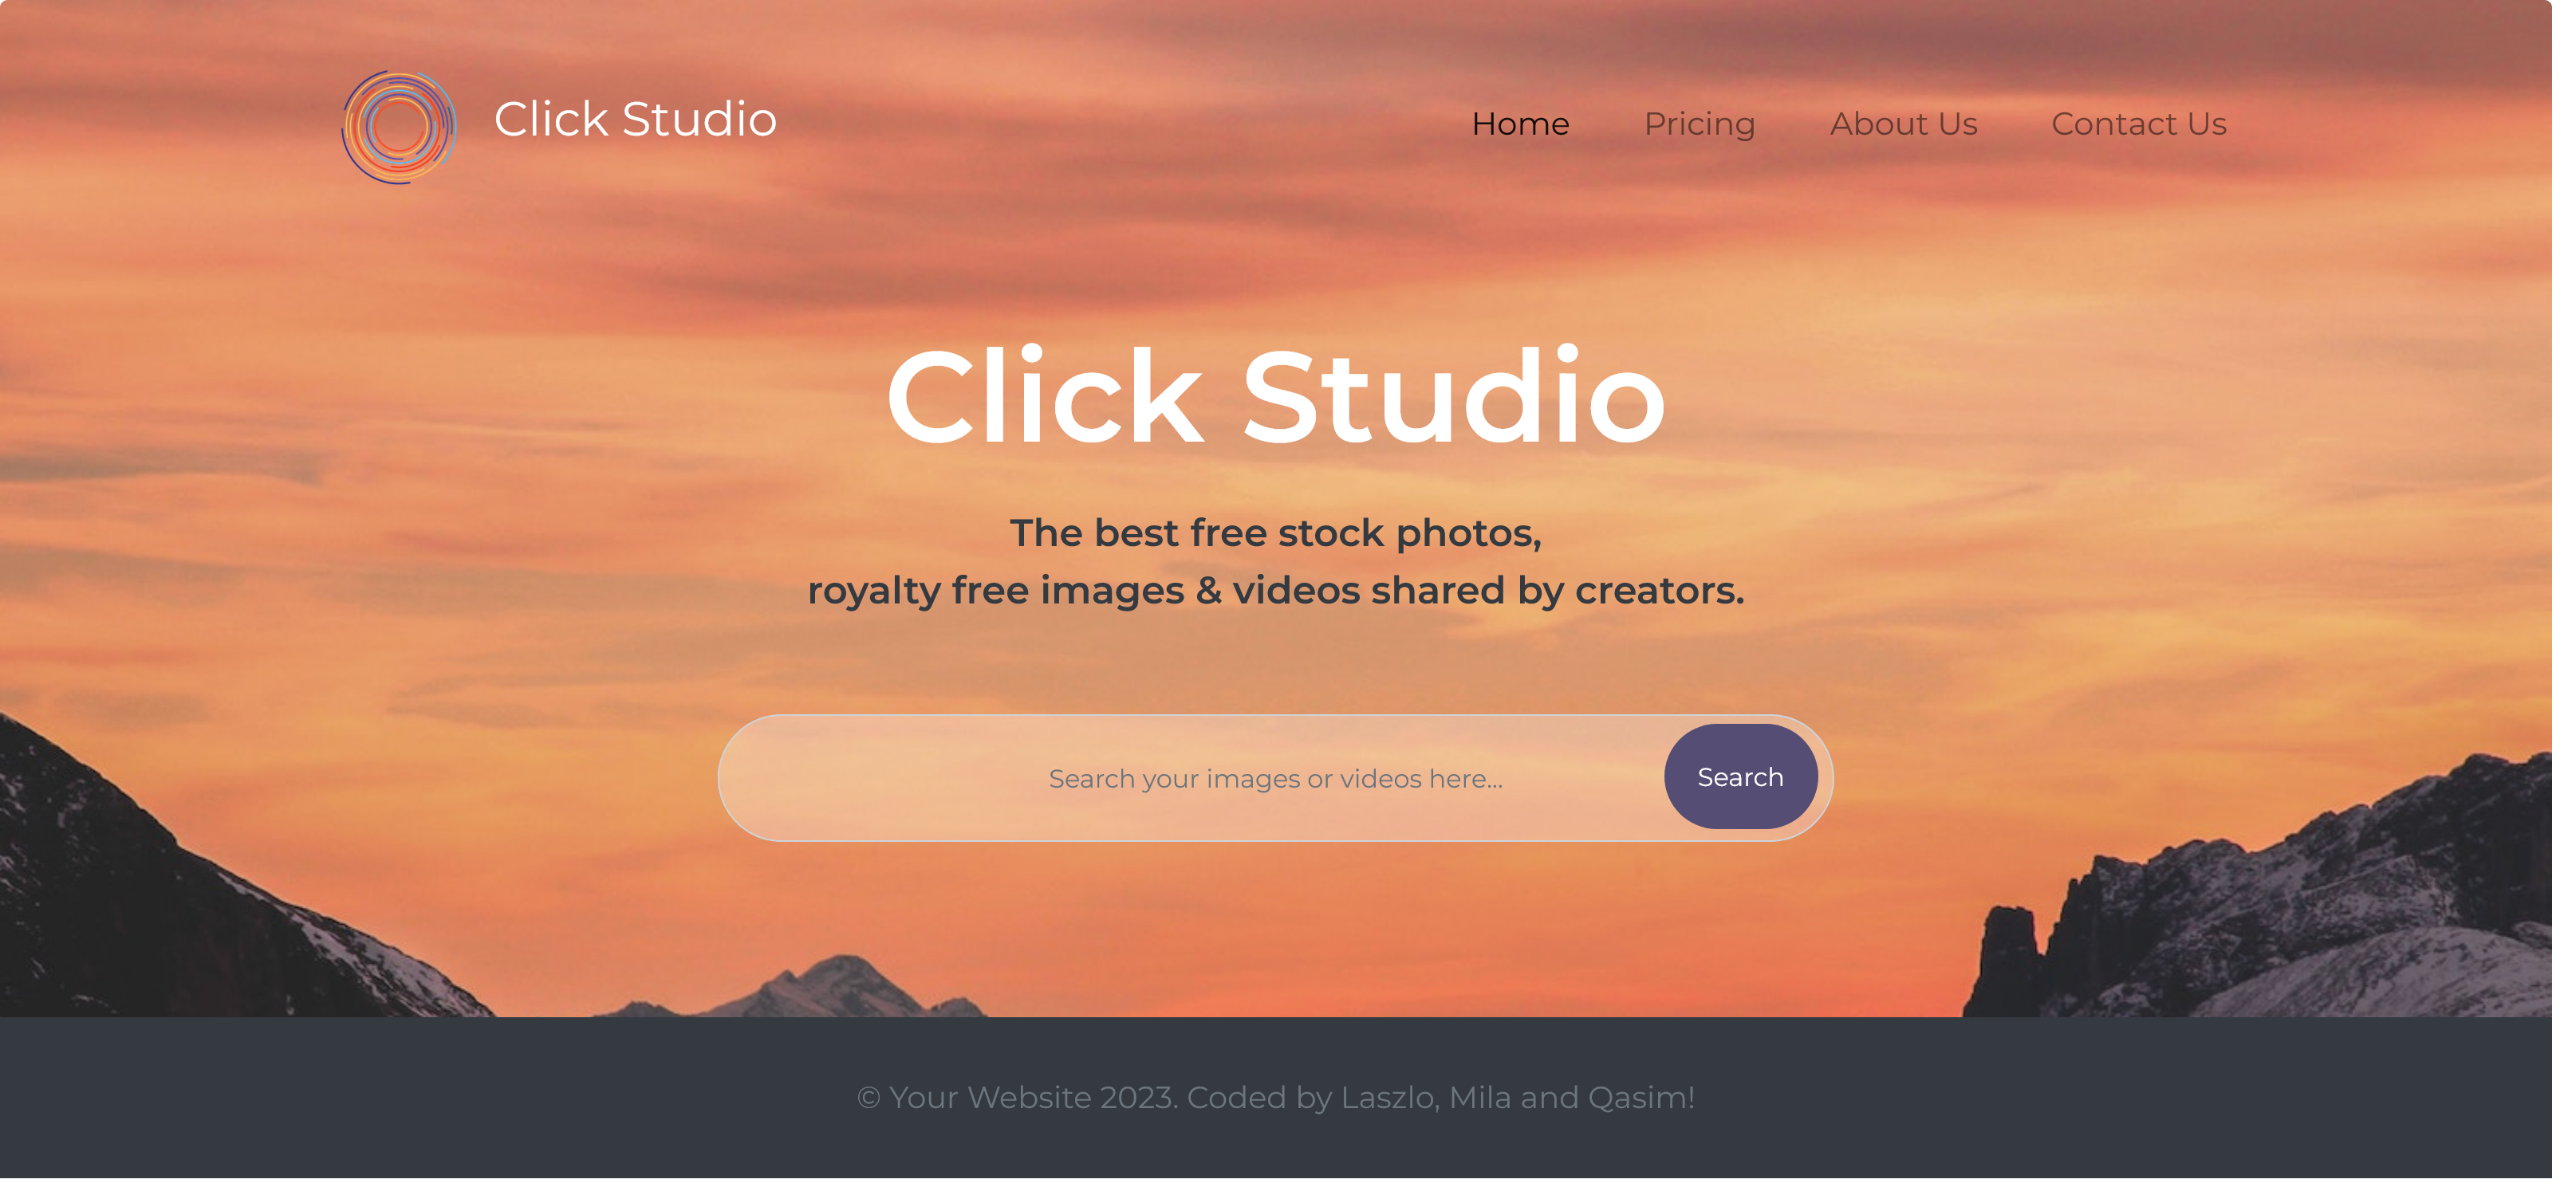 Click Studio
Home Pricing About Us Contact Us
Click Studio
The best free stock photos,
royalty free images & videos shared by creators.
Search your images or videos here...
Search
© Your Website 2023. Coded by Laszlo, Mila and Qasim!